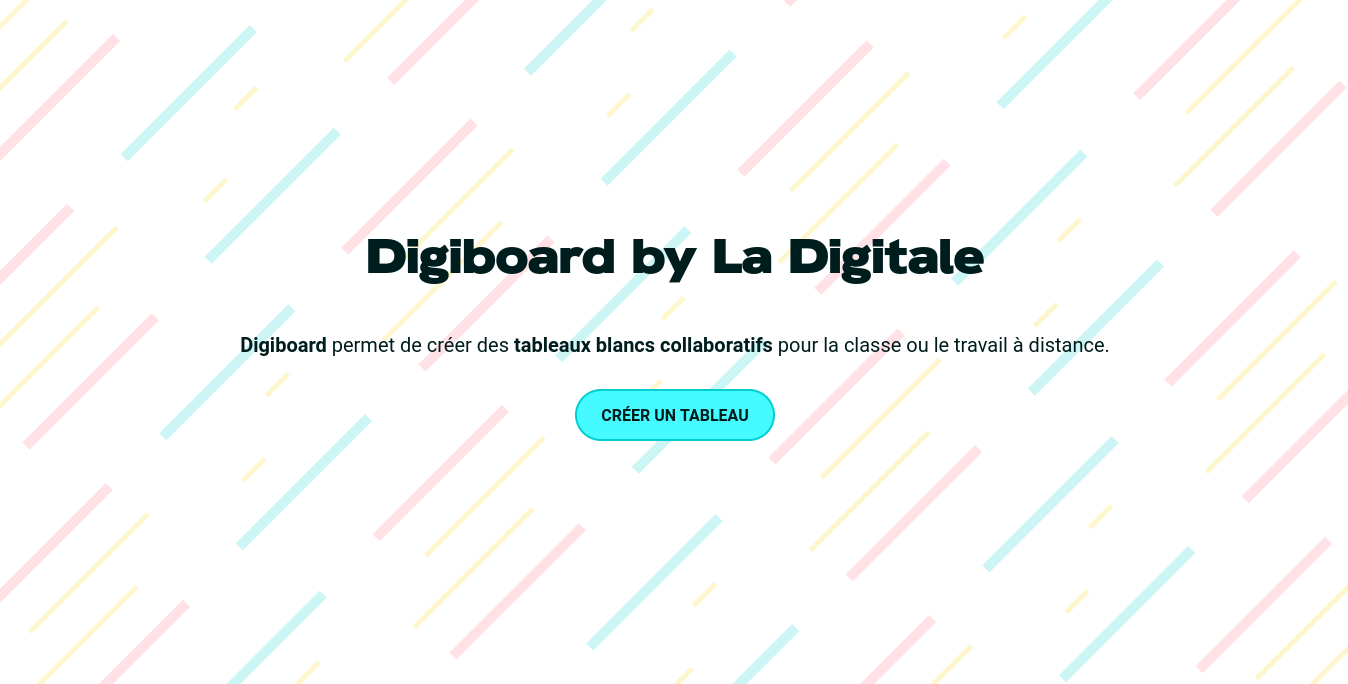 Digiboard by La Digitale
Digiboard permet de créer des tableaux blancs collaboratifs pour la classe ou le travail à distance.
CRÉER UN TABLEAU